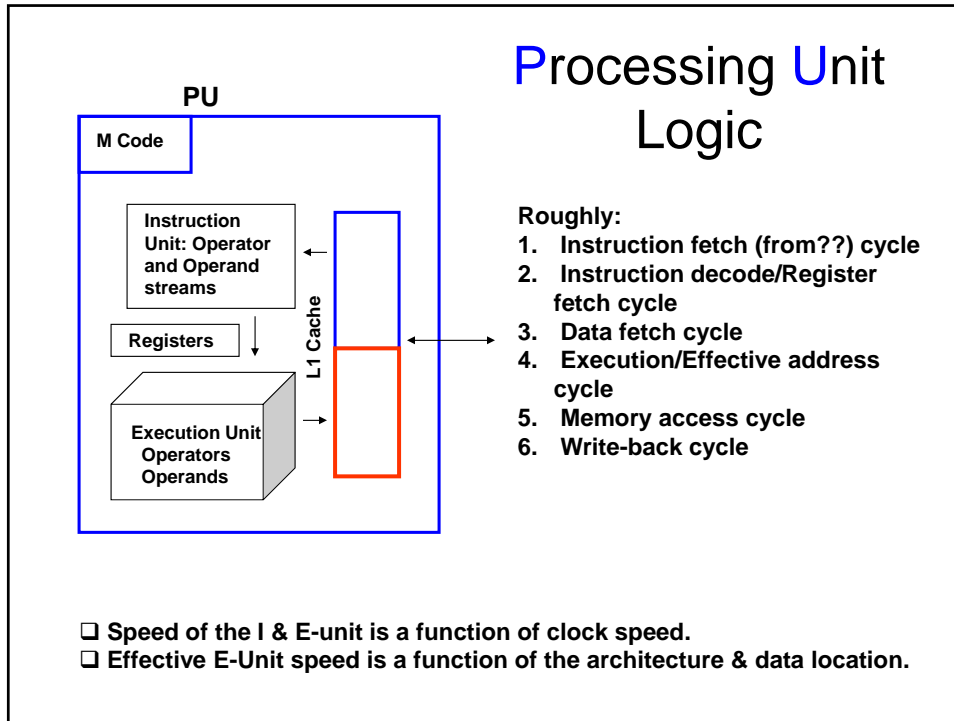 Processing Unit
Logic
PU
M Code
Instruction
Unit: Operator
and Operand
streams
Registers
L1 Cache
Execution Unit
Operators
Operands
Roughly:
1. Instruction fetch (from??) cycle
2. Instruction decode/Register
fetch cycle
3. Data fetch cycle
4. Execution/Effective address
cycle
5. Memory access cycle
6. Write-back cycle
❑ Speed of the I & E-unit is a function of clock speed.
❑ Effective E-Unit speed is a function of the architecture & data location.